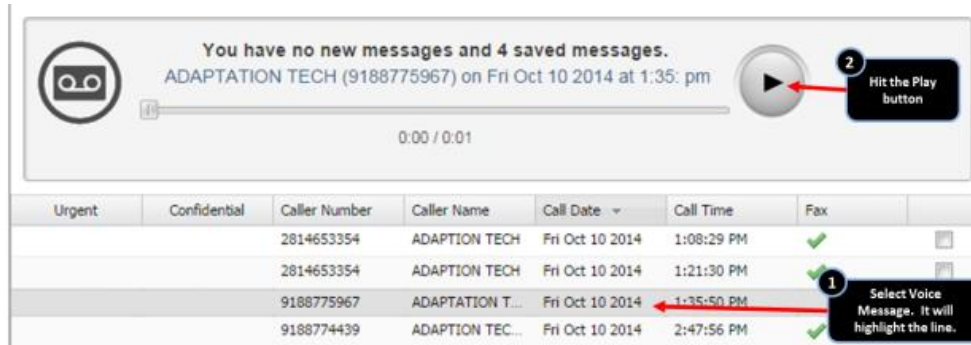 You have no new messages and 4 saved messages.
ADAPTATION TECH (9188775967) on Fri Oct 10 2014 at 1:35: pm
0:00 / 0:01
2
Hit the Play
button
Urgent Confidential Caller Number Caller Name Call Date Call Time Fax
2814653354 ADAPTION TECH Fri Oct 10 2014 1:08:29 PM
2814653354 ADAPTION TECH Fri Oct 10 2014 1:21:30 PM
9188775967 ADAPTATION T... Fri Oct 10 2014 1:35:50 PM
9188774439 ADAPTION TEC... Fri Oct 10 2014 2:47:56 PM
1
Select Voice
Message. It will
highlight the line.